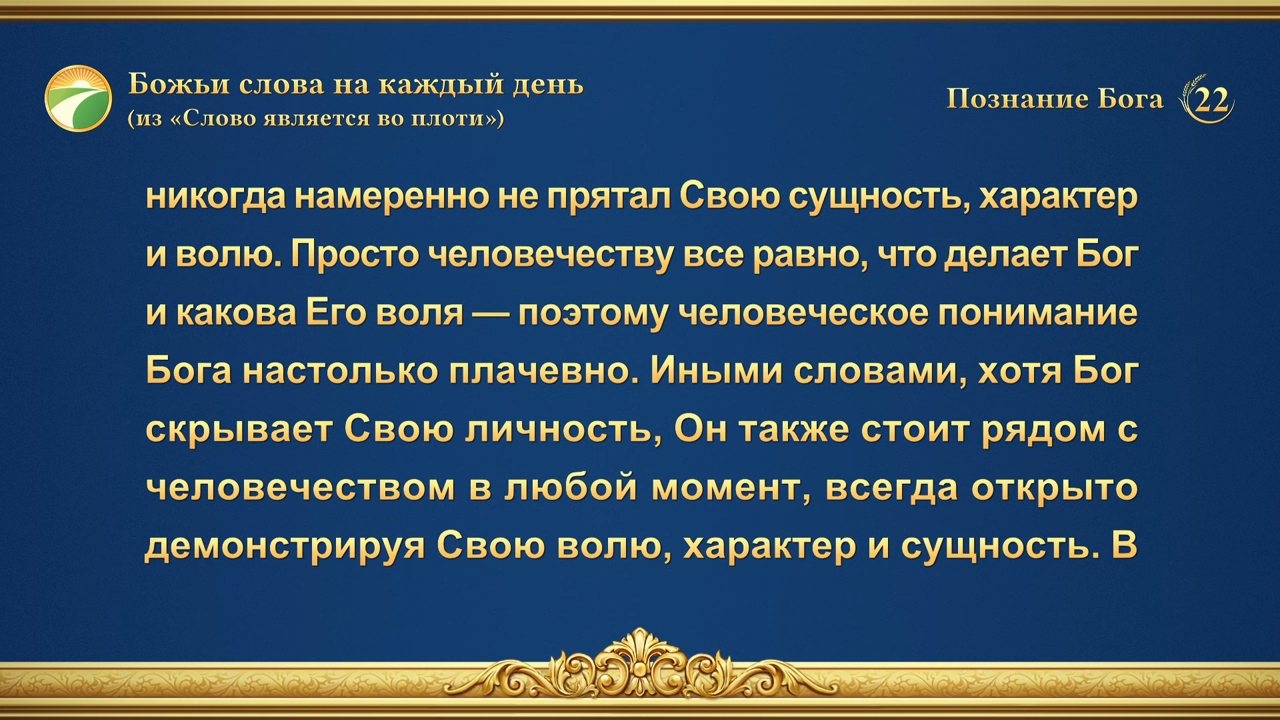 Божьи слова на каждый день
(из «Слово является во плоти»)
Познание Бога 22
никогда намеренно не прятал Свою сущность, характер
и волю. Просто человечеству все равно, что делает Бог
и какова Его воля — поэтому человеческое понимание
Бога настолько плачевно. Иными словами, хотя Бог
скрывает Свою личность, Он также стоит рядом с
человечеством в любой момент, всегда открыто
демонстрируя Свою волю, характер и сущность. В